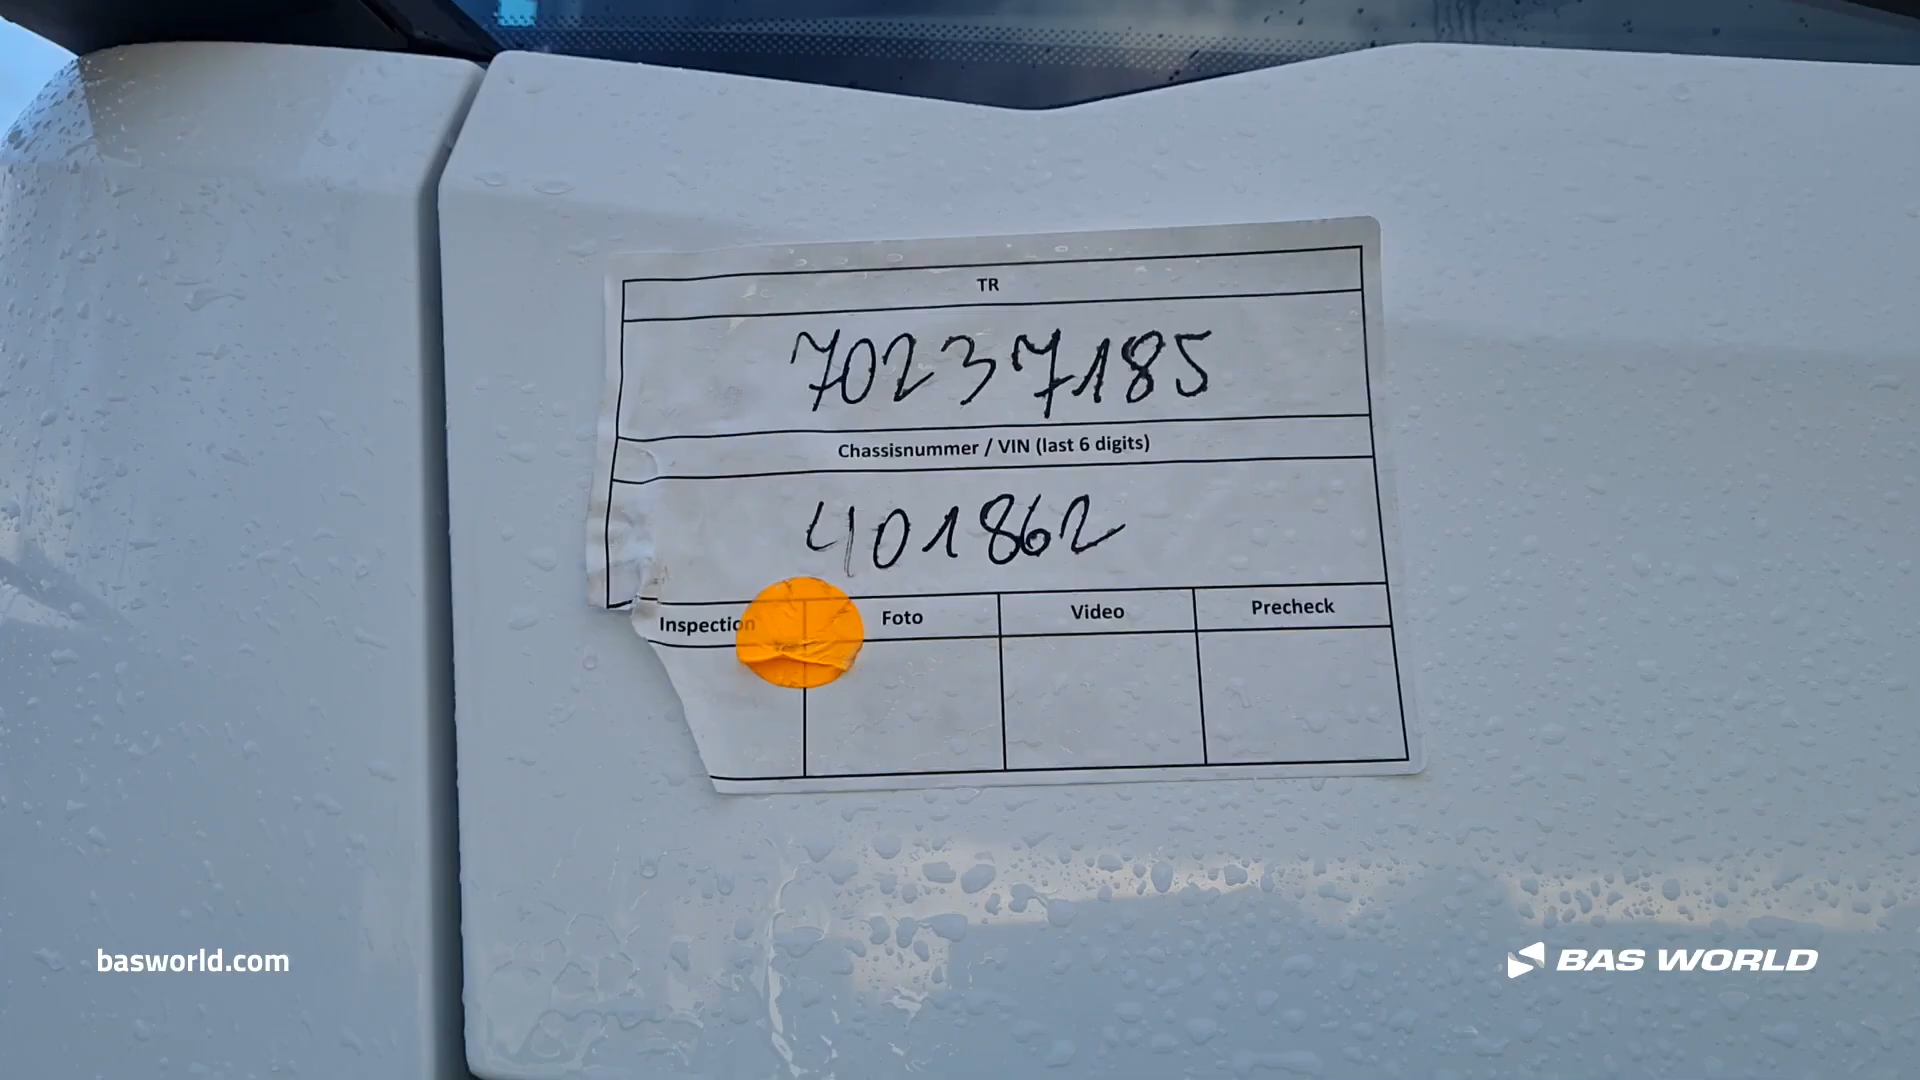 TR
70237185
Chassisnummer / VIN (last 6 digits)
401862
Inspection Foto Video Precheck
basworld.com BAS WORLD